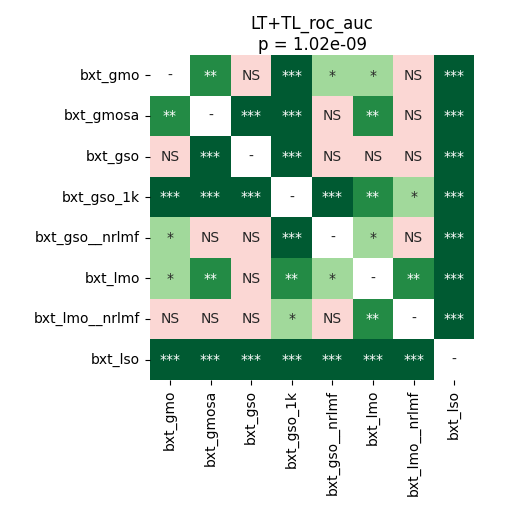 LT+TL_roc_auc
p = 1.02e-09
bxt_gmo - ** NS *** * * NS ***
bxt_gmosa ** - *** *** NS ** NS ***
bxt_gso NS *** - *** NS NS NS ***
bxt_gso_1k *** *** *** - *** ** * ***
bxt_gso__nrlmf * NS NS *** - * NS ***
bxt_lmo * ** NS ** * - ** ***
bxt_lmo__nrlmf NS NS NS * NS ** - ***
bxt_lso *** *** *** *** *** *** *** -
bxt_gmo
bxt_gmosa
bxt_gso
bxt_gso_1k
bxt_gso__nrlmf
bxt_lmo
bxt_lmo__nrlmf
bxt_lso